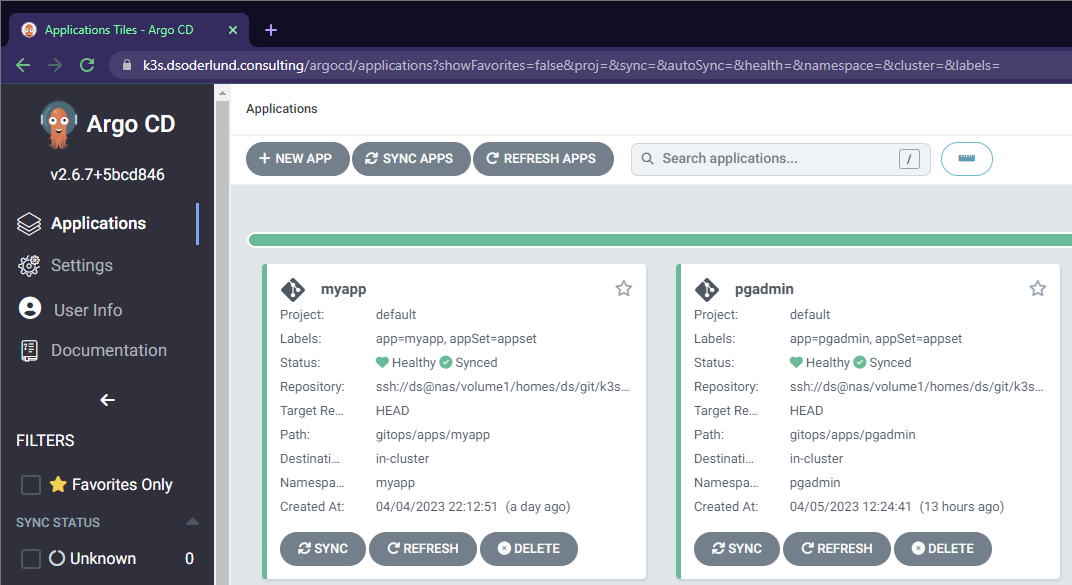 Applications Tiles - Argo CD
k3s.dsoderlund.consulting/argocd/applications?showFavorites=false&proj=&sync=&autoSync=&health=&namespace=&cluster=&labels=
Argo CD
v2.6.7+5bcd846
Applications
Settings
User Info
Documentation
FILTERS
Favorites Only
SYNC STATUS
Unknown 0
Applications
NEW APP SYNC APPS REFRESH APPS Search applications... /
myapp
Project: default
Labels: app=myapp, appSet=appset
Status: Healthy Synced
Repository: ssh://ds@nas/volume1/homes/ds/git/k3s...
Target Re... HEAD
Path: gitops/apps/myapp
Destinati... in-cluster
Namespa... myapp
Created At: 04/04/2023 22:12:51 (a day ago)
SYNC REFRESH DELETE
pgadmin
Project: default
Labels: app=pgadmin, appSet=appset
Status: Healthy Synced
Repository: ssh://ds@nas/volume1/homes/ds/git/k3s...
Target Re... HEAD
Path: gitops/apps/pgadmin
Destinati... in-cluster
Namespa... pgadmin
Created At: 04/05/2023 12:24:41 (13 hours ago)
SYNC REFRESH DELETE